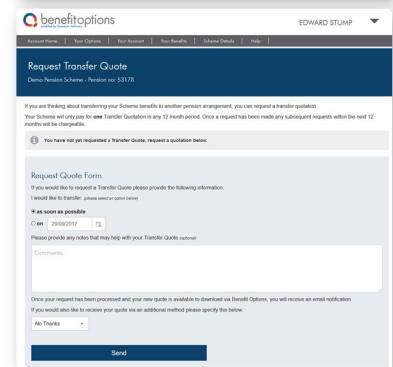 benefitoptions
EDWARD STUMP
Account Home | Your Options | Your Account | Your Benefits | Scheme Details | Help |
Request Transfer Quote
Demo Pension Scheme - Pension no: 53178
If you are thinking about transferring your Scheme benefits to another pension arrangement, you can request a transfer quotation.
Your Scheme will only pay for one Transfer Quotation in any 12 month period. Once a request has been made any subsequent requests within the next 12
months will be chargeable.
You have not yet requested a Transfer Quote, request a quotation below.
Request Quote Form
If you would like to request a Transfer Quote please provide the following information.
I would like to transfer: (please select an option below)
as soon as possible
on 29/08/2017
Please provide any notes that may help with your Transfer Quote (optional)
Comments
Once your request has been processed and your new quote is available to download via Benefit Options, you will receive an email notification.
If you would also like to receive your quote via an additional method please specify this below:
No Thanks
Send